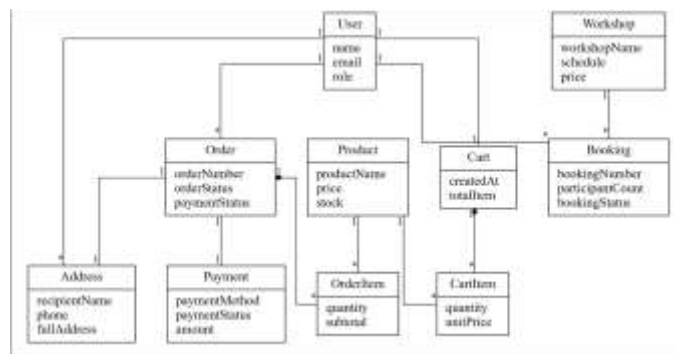 User
name
email
role
Workshop
workshopName
schedule
price
Order
orderNumber
orderStatus
paymentStatus
Product
productName
price
stock
Cart
createdAt
totalItem
Booking
bookingNumber
participantCount
bookingStatus
Address
recipientName
phone
fullAddress
Payment
paymentMethod
paymentStatus
amount
OrderItem
quantity
subtotal
CartItem
quantity
unitPrice